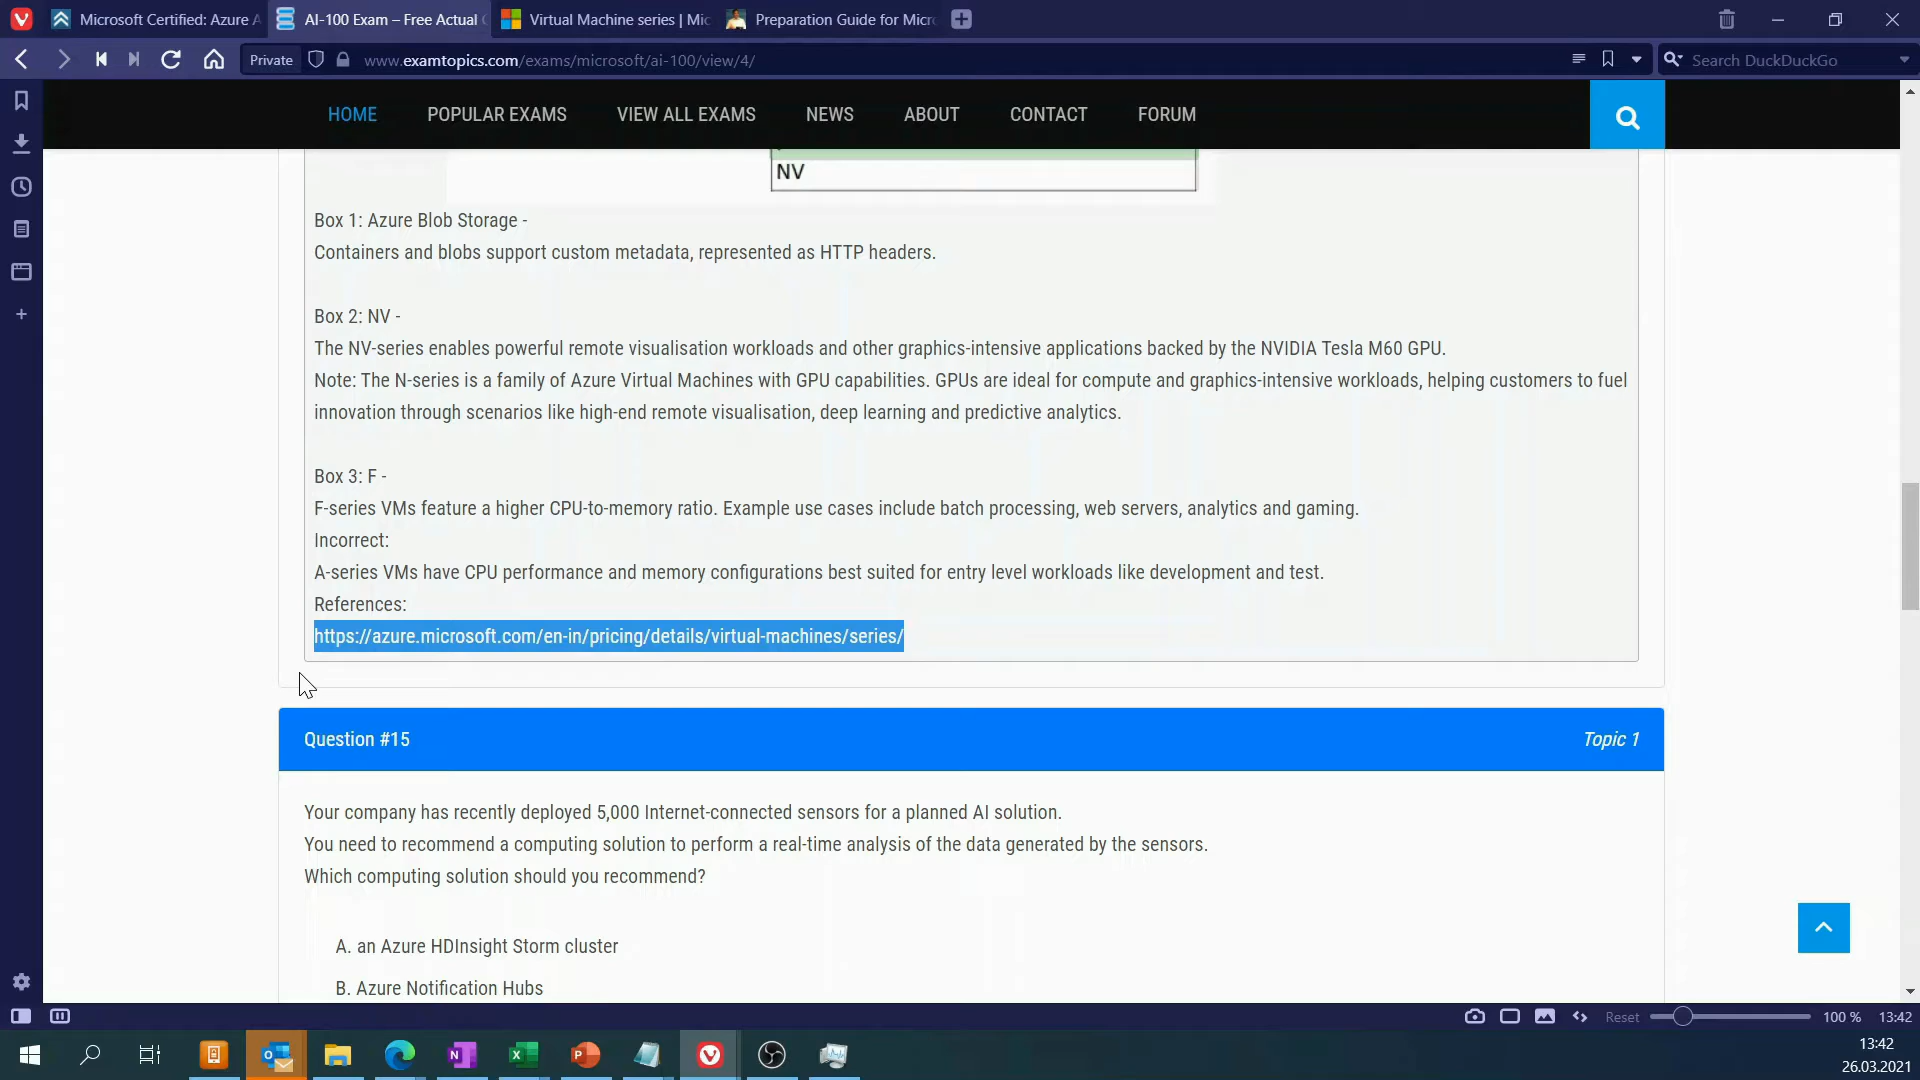 Microsoft Certified: Azure A
AI-100 Exam – Free Actual
Virtual Machine series | Mic
Preparation Guide for Micro
Private
www.examtopics.com/exams/microsoft/ai-100/view/4/
Search DuckDuckGo
HOME
POPULAR EXAMS
VIEW ALL EXAMS
NEWS
ABOUT
CONTACT
FORUM
NV
Box 1: Azure Blob Storage -
Containers and blobs support custom metadata, represented as HTTP headers.
Box 2: NV -
The NV-series enables powerful remote visualisation workloads and other graphics-intensive applications backed by the NVIDIA Tesla M60 GPU.
Note: The N-series is a family of Azure Virtual Machines with GPU capabilities. GPUs are ideal for compute and graphics-intensive workloads, helping customers to fuel
innovation through scenarios like high-end remote visualisation, deep learning and predictive analytics.
Box 3: F -
F-series VMs feature a higher CPU-to-memory ratio. Example use cases include batch processing, web servers, analytics and gaming.
Incorrect:
A-series VMs have CPU performance and memory configurations best suited for entry level workloads like development and test.
References:
https://azure.microsoft.com/en-in/pricing/details/virtual-machines/series/
Question #15
Topic 1
Your company has recently deployed 5,000 Internet-connected sensors for a planned AI solution.
You need to recommend a computing solution to perform a real-time analysis of the data generated by the sensors.
Which computing solution should you recommend?
A. an Azure HDInsight Storm cluster
B. Azure Notification Hubs
Reset
100 %
13:42
13:42
26.03.2021